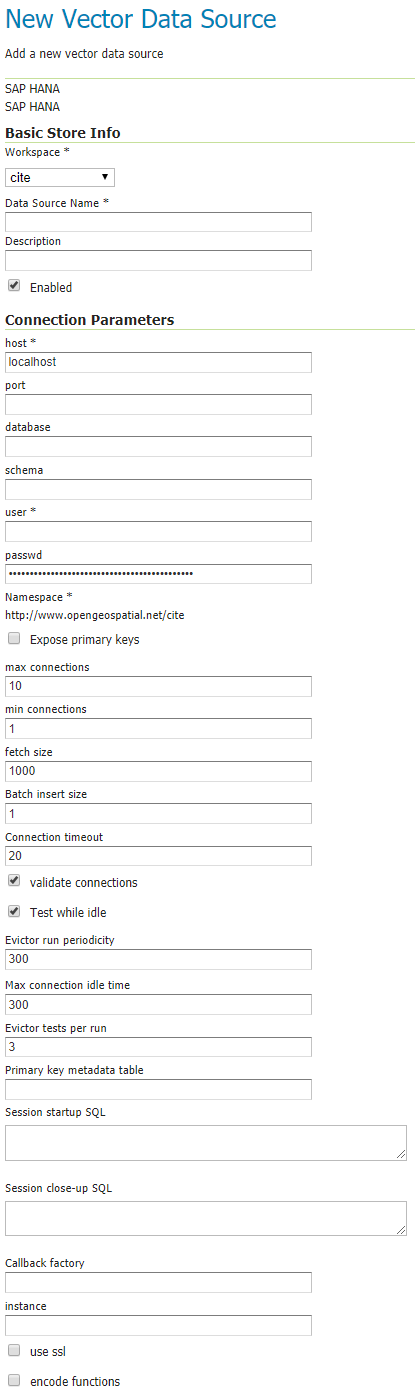 New Vector Data Source
Add a new vector data source
SAP HANA
SAP HANA
Basic Store Info
Workspace *
cite
Data Source Name *
Description
Enabled
Connection Parameters
host *
localhost
port
database
schema
user *
passwd
••••••••••••••••••••••••••••••••••••••••••••
Namespace *
http://www.opengeospatial.net/cite
Expose primary keys
max connections
10
min connections
1
fetch size
1000
Batch insert size
1
Connection timeout
20
validate connections
Test while idle
Evictor run periodicity
300
Max connection idle time
300
Evictor tests per run
3
Primary key metadata table
Session startup SQL
Session close-up SQL
Callback factory
instance
use ssl
encode functions